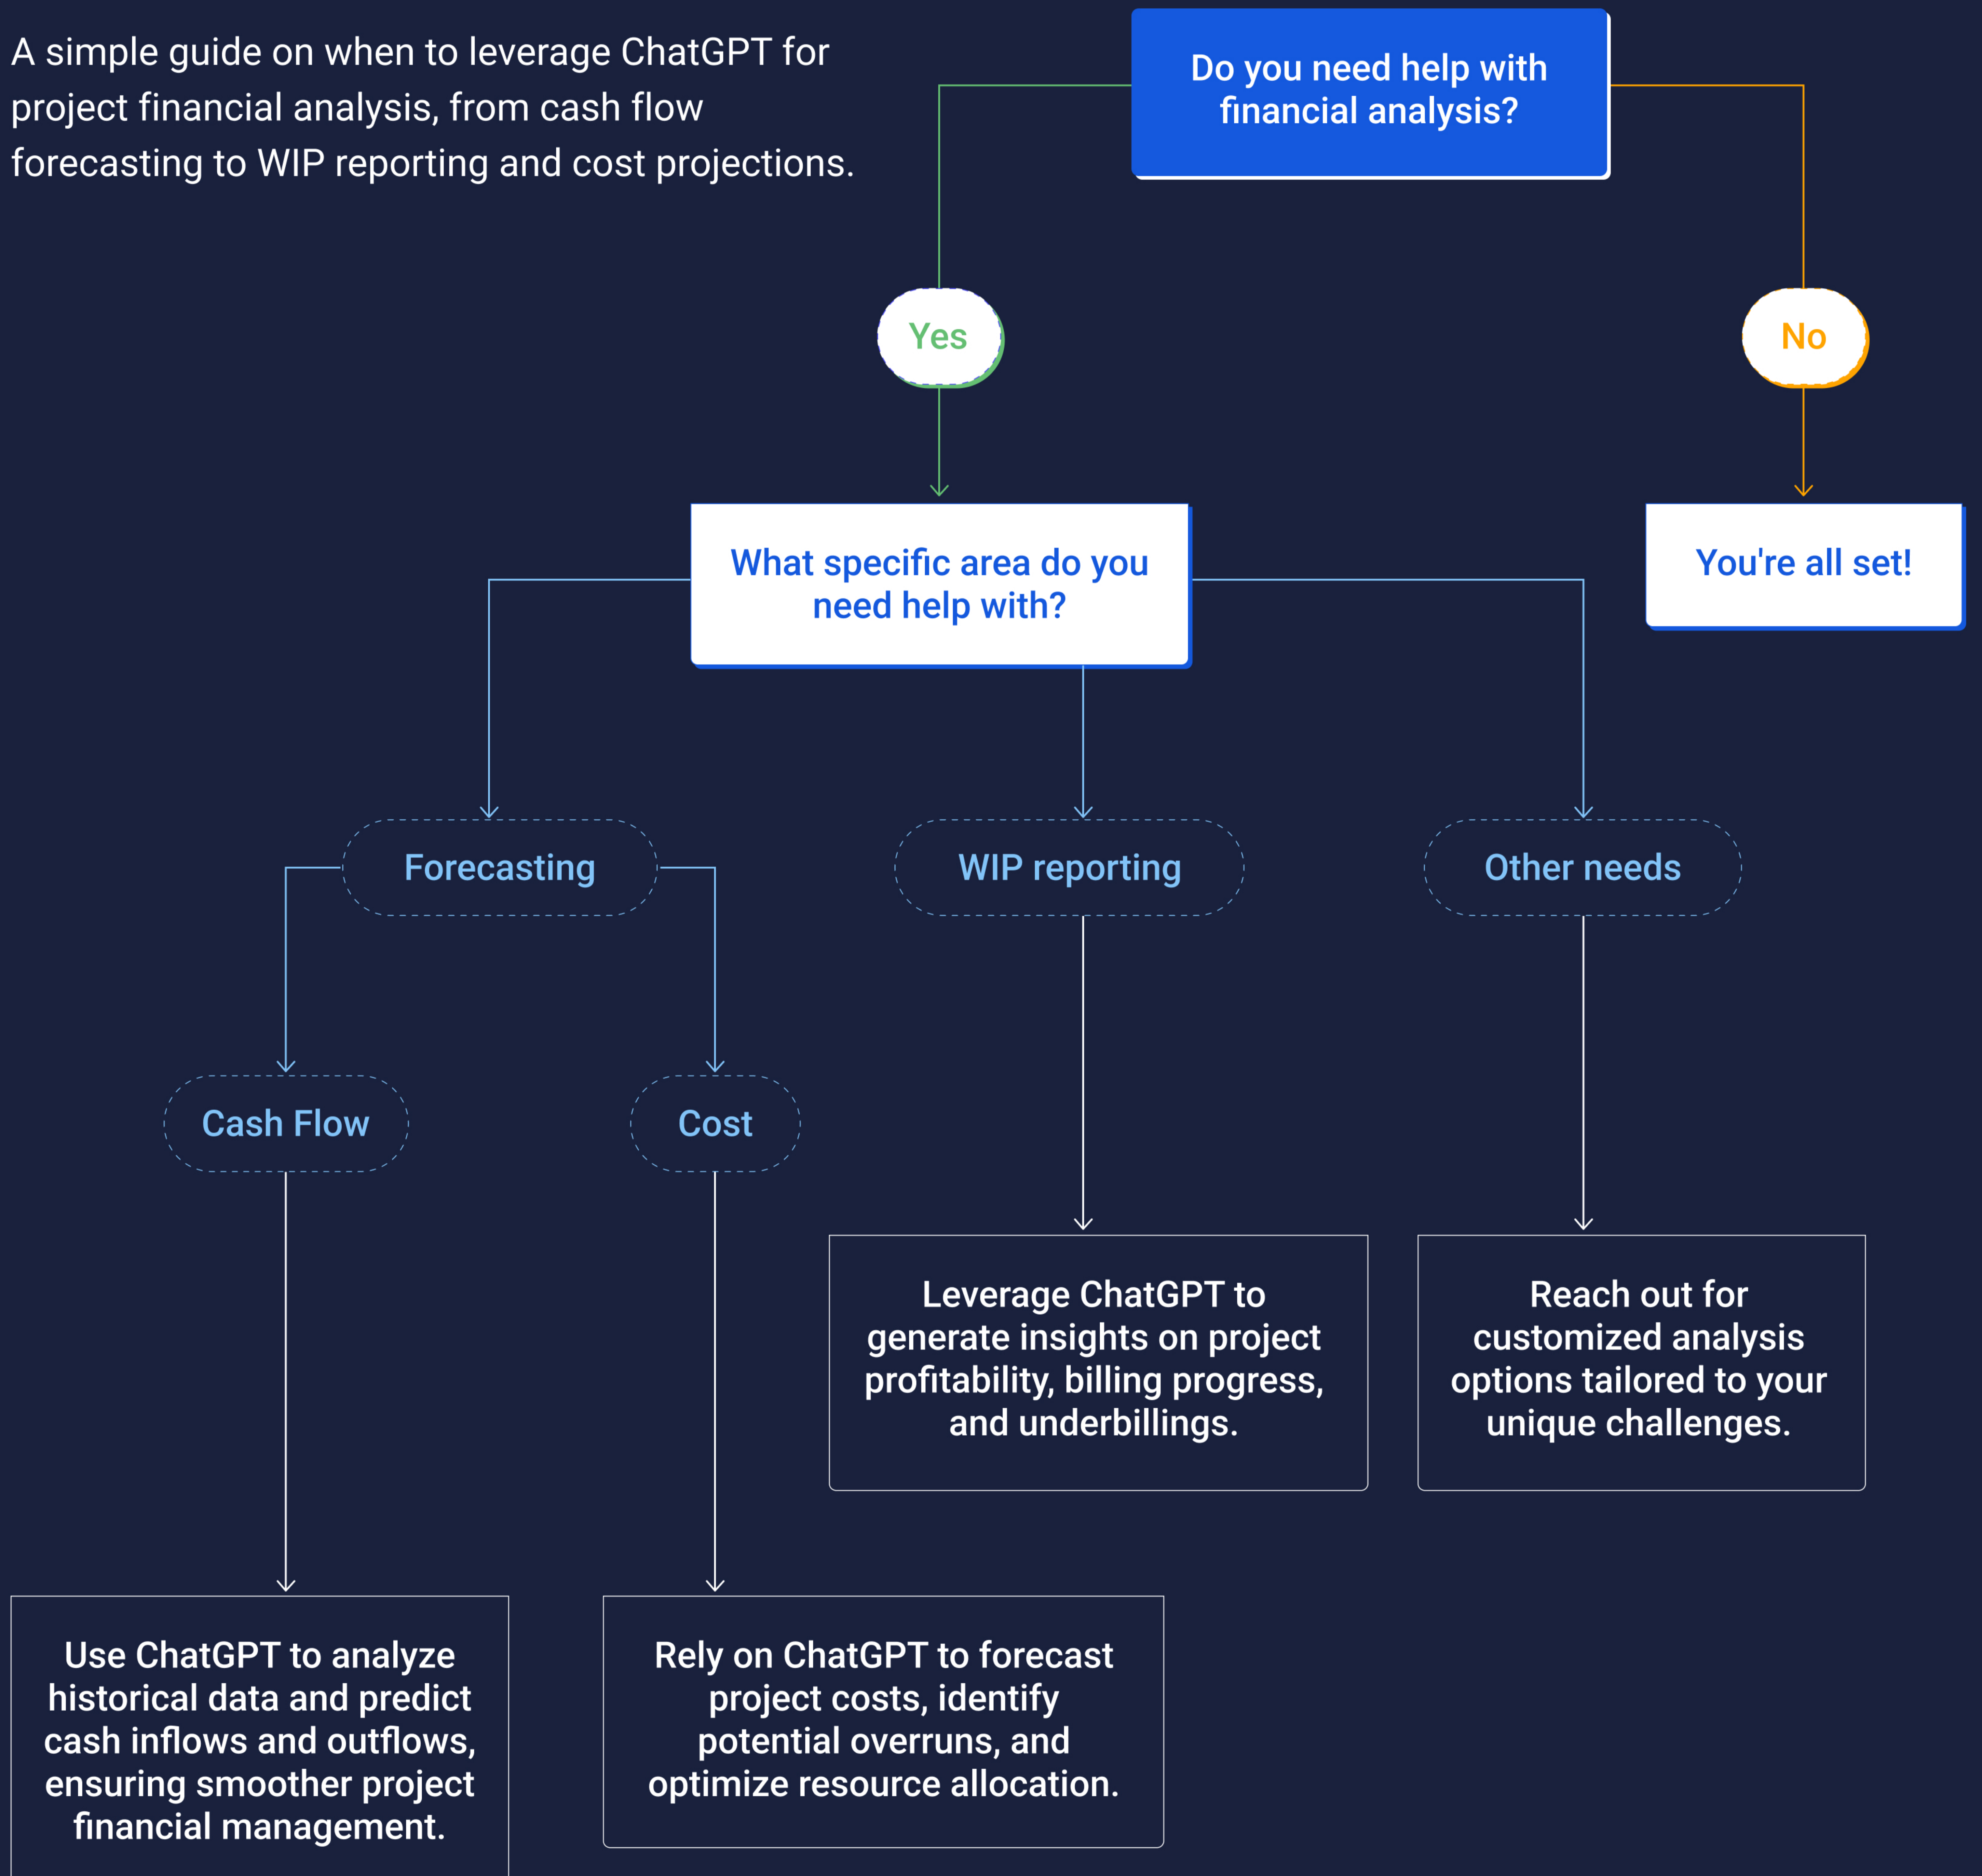 A simple guide on when to leverage ChatGPT for
project financial analysis, from cash flow
forecasting to WIP reporting and cost projections.
Do you need help with
financial analysis?
Yes
No
What specific area do you
need help with?
You're all set!
Forecasting
WIP reporting
Other needs
Cash Flow
Cost
Leverage ChatGPT to
generate insights on project
profitability, billing progress,
and underbillings.
Reach out for
customized analysis
options tailored to your
unique challenges.
Use ChatGPT to analyze
historical data and predict
cash inflows and outflows,
ensuring smoother project
financial management.
Rely on ChatGPT to forecast
project costs, identify
potential overruns, and
optimize resource allocation.